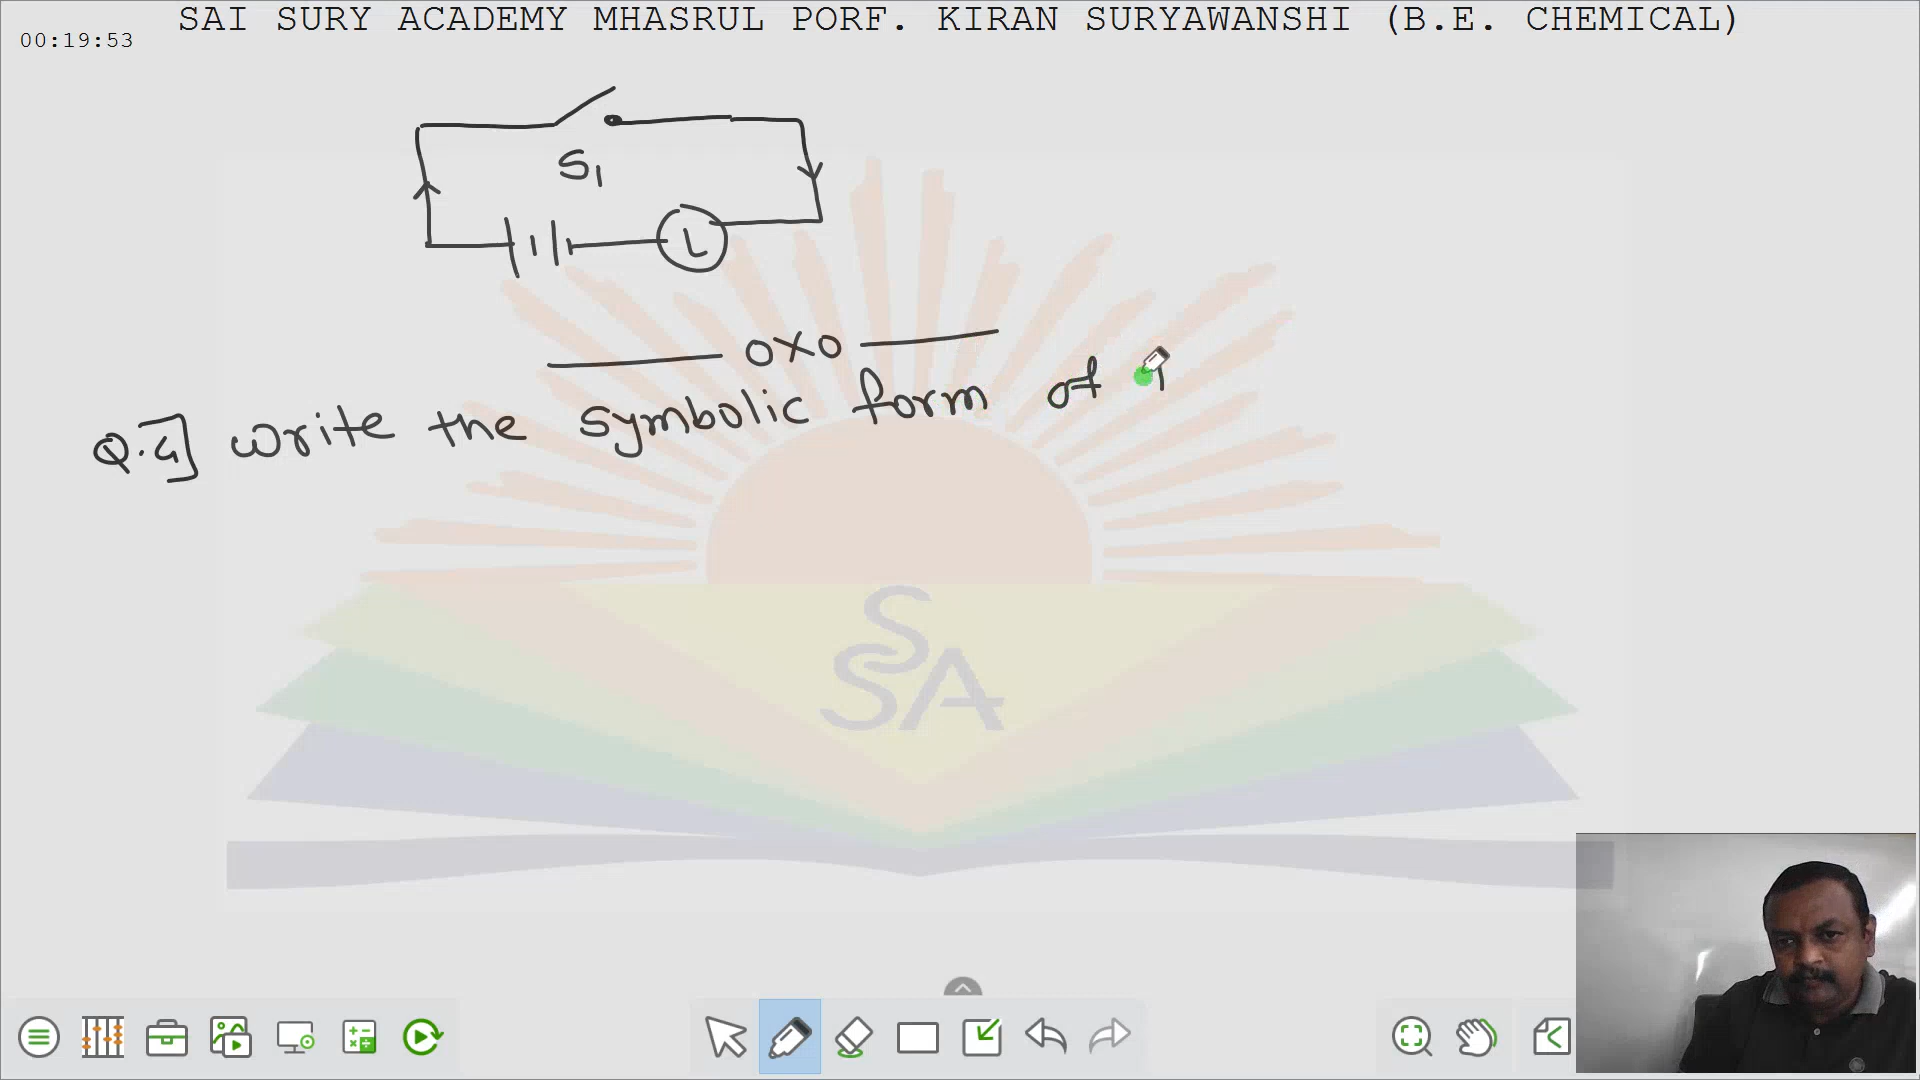 SAI SURY ACADEMY MHASRUL PORF. KIRAN SURYAWANSHI (B.E. CHEMICAL)
00:19:53
S1
L
oxo
Q.4] write the symbolic form of
SSA